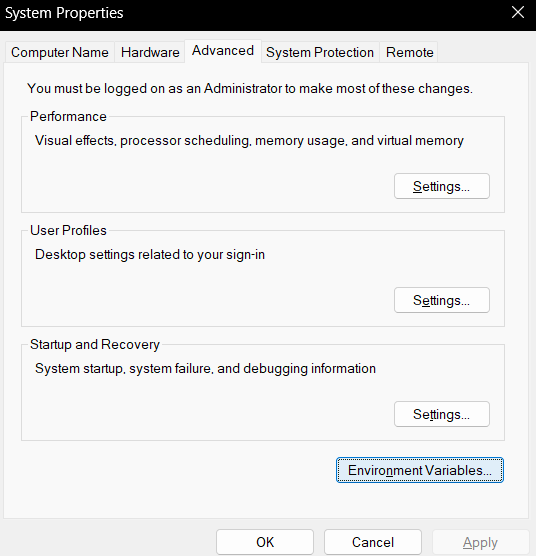 System Properties
Computer Name Hardware Advanced System Protection Remote
You must be logged on as an Administrator to make most of these changes.
Performance
Visual effects, processor scheduling, memory usage, and virtual memory
Settings...
User Profiles
Desktop settings related to your sign-in
Settings...
Startup and Recovery
System startup, system failure, and debugging information
Settings...
Environment Variables...
OK Cancel Apply